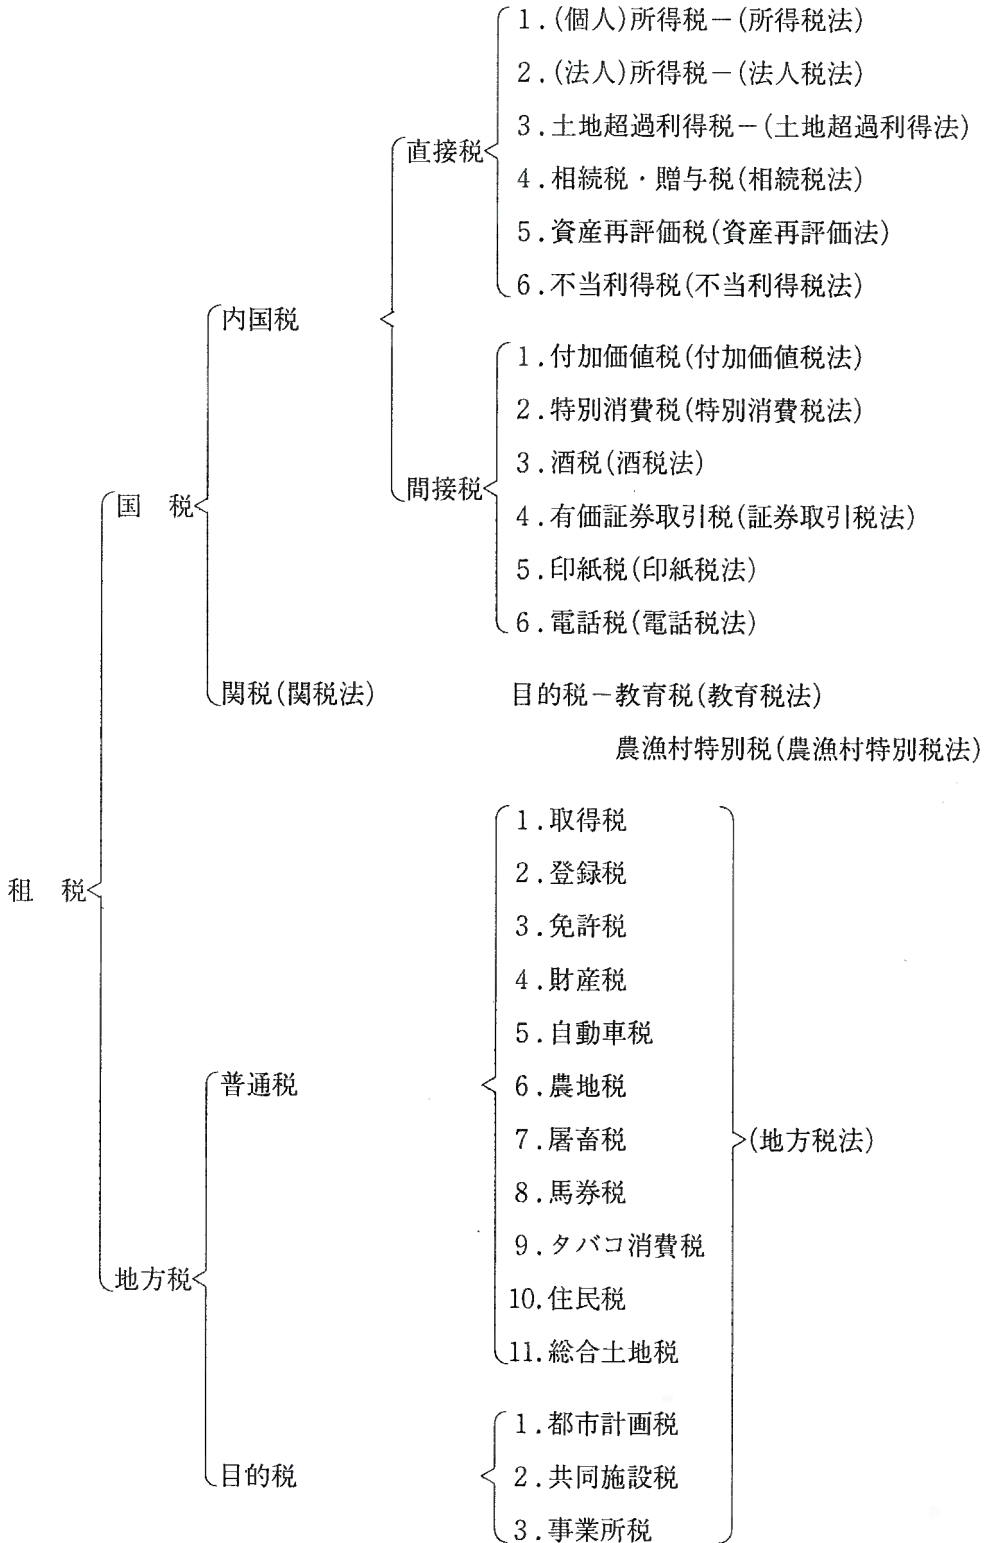 租　税
国　税
内国税
直接税
1.(個人)所得税－(所得税法)
2.(法人)所得税－(法人税法)
3.土地超過利得税－(土地超過利得法)
4.相続税・贈与税(相続税法)
5.資産再評価税(資産再評価法)
6.不当利得税(不当利得税法)
間接税
1.付加価値税(付加価値税法)
2.特別消費税(特別消費税法)
3.酒税(酒税法)
4.有価証券取引税(証券取引税法)
5.印紙税(印紙税法)
6.電話税(電話税法)
関税(関税法)
目的税－教育税(教育税法)
農漁村特別税(農漁村特別税法)
地方税
普通税
1.取得税
2.登録税
3.免許税
4.財産税
5.自動車税
6.農地税
7.屠畜税
8.馬券税
9.タバコ消費税
10.住民税
11.総合土地税
目的税
1.都市計画税
2.共同施設税
3.事業所税
(地方税法)